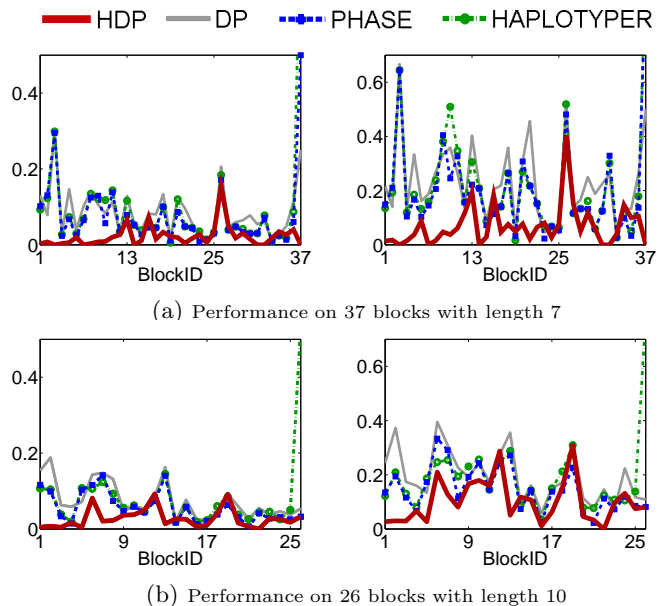 HDP DP PHASE HAPLOTYPER
0.4 0.6
0.4
0.2
0.2
0 0
1 13 25 37 1 13 25 37
BlockID BlockID
(a) Performance on 37 blocks with length 7
0.4 0.6
0.4
0.2
0.2
0 0
1 9 17 25 1 9 17 25
BlockID BlockID
(b) Performance on 26 blocks with length 10